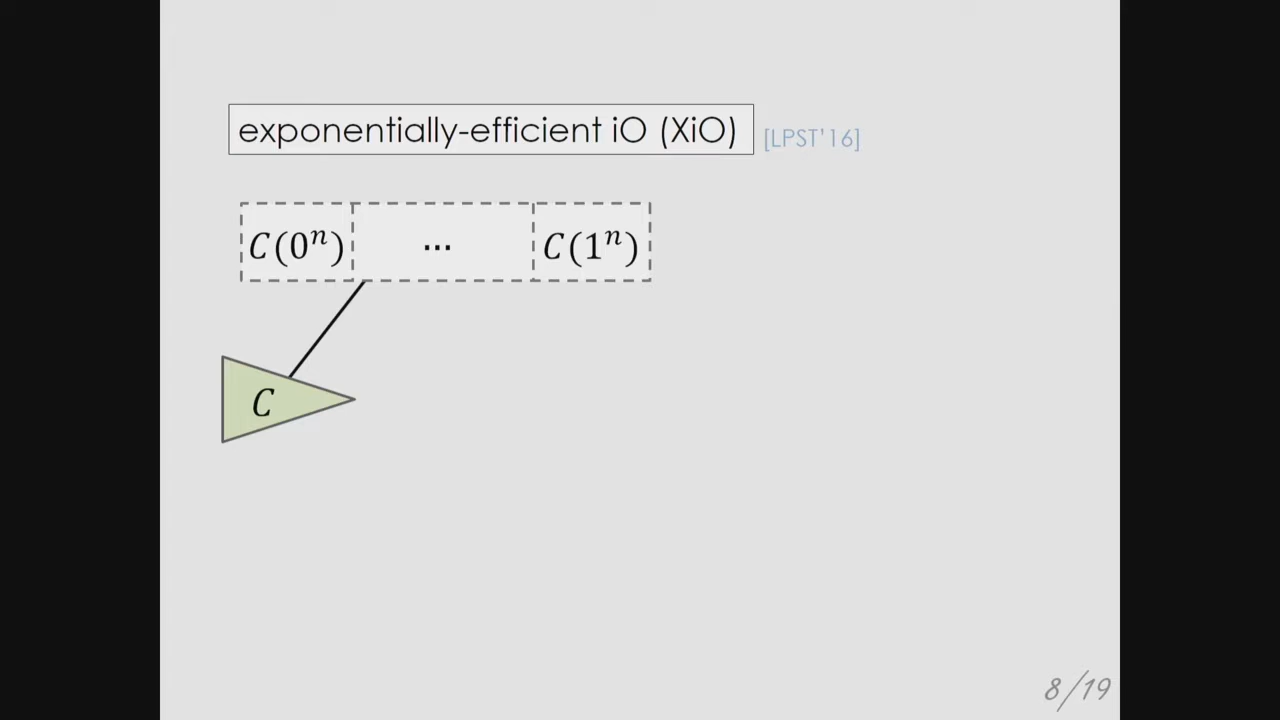 exponentially-efficient iO (XiO) [LPST'16]
C(0ⁿ) ... C(1ⁿ)
C
8/19